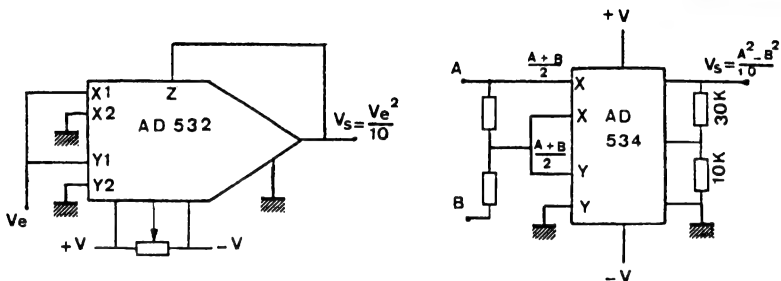 X1
X2
Y1
Y2
Z
AD 532
Vs = Ve²/10
Ve
+V
−V
+V
A
A+B/2
X
X
A+B/2
Y
Y
B
AD
534
Vs = A²−B²/10
30K
10K
−V